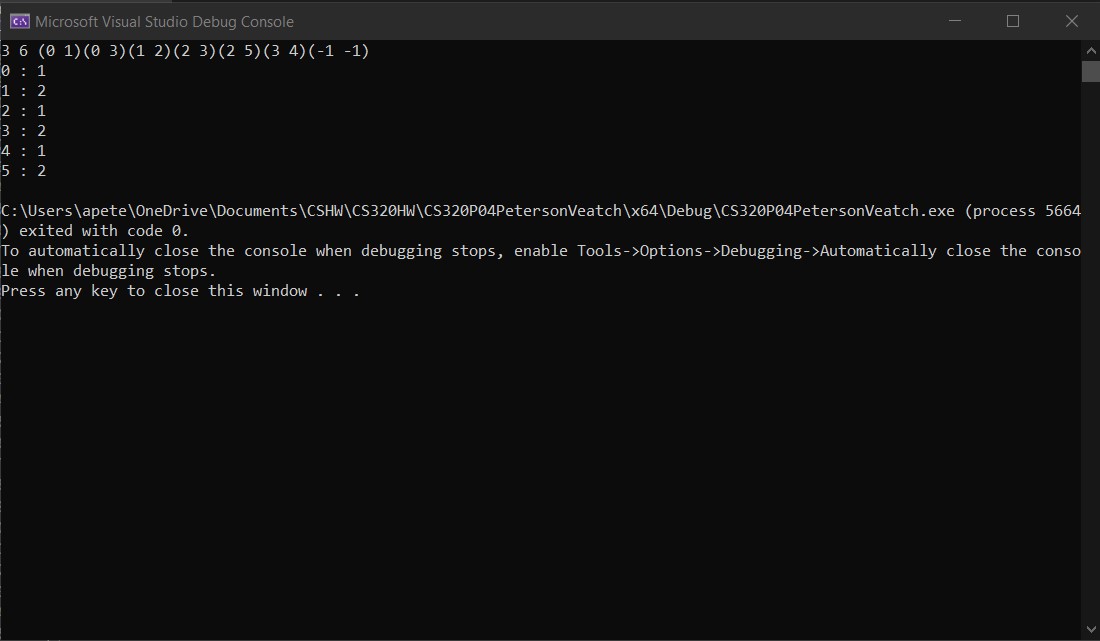 Microsoft Visual Studio Debug Console
3 6 (0 1)(0 3)(1 2)(2 3)(2 5)(3 4)(-1 -1)
0 : 1
1 : 2
2 : 1
3 : 2
4 : 1
5 : 2
C:\Users\apete\OneDrive\Documents\CSHW\CS320HW\CS320P04PetersonVeatch\x64\Debug\CS320P04PetersonVeatch.exe (process 5664
) exited with code 0.
To automatically close the console when debugging stops, enable Tools->Options->Debugging->Automatically close the conso
le when debugging stops.
Press any key to close this window . . .